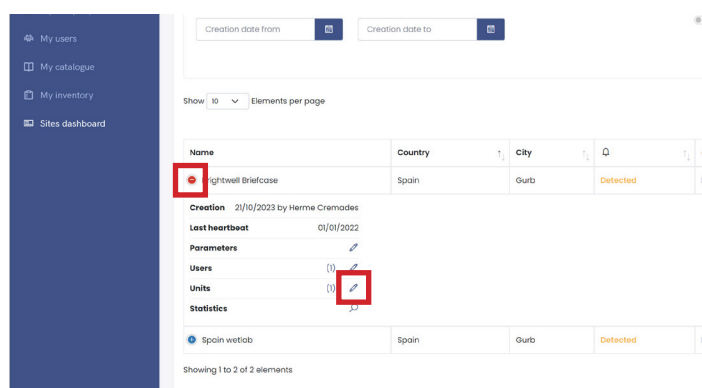 My users
My catalogue
My inventory
Sites dashboard
Creation date from
Creation date to
Show 10 Elements per page
Name Country City
Brightwell Briefcase Spain Gurb Detected
Creation 21/10/2023 by Herme Cremades
Last heartbeat 01/01/2022
Parameters
Users (1)
Units (1)
Statistics
Spain wetlab Spain Gurb Detected
Showing 1 to 2 of 2 elements